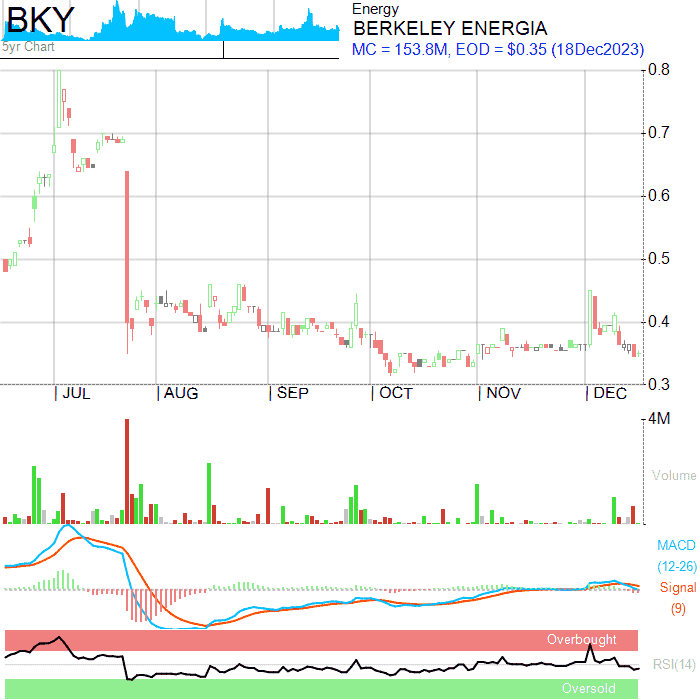 BKY
5yr Chart
Energy
BERKELEY ENERGIA
MC = 153.8M, EOD = $0.35 (18Dec2023)
0.8
0.7
0.6
0.5
0.4
0.3
JUL AUG SEP OCT NOV DEC
4M
Volume
MACD
(12-26)
Signal
(9)
Overbought
RSI(14)
Oversold